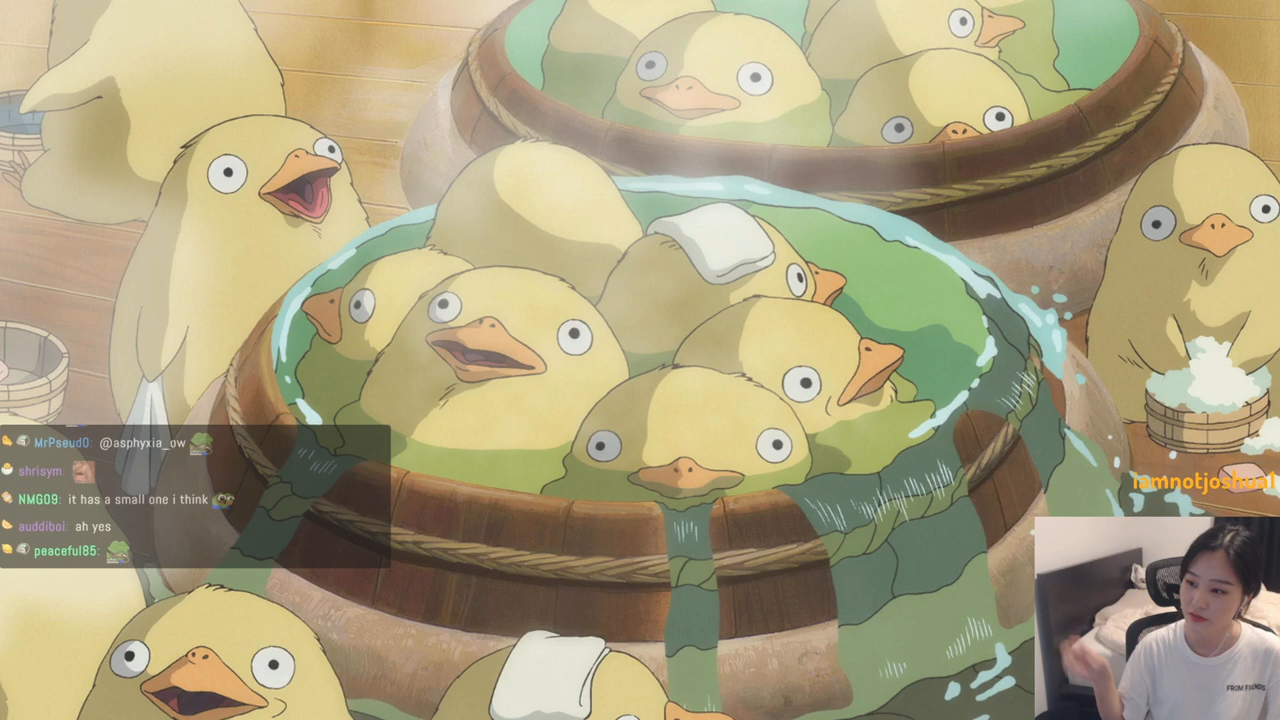 MrPseud0: @asphyxia_ow
shrisym:
NMG09: it has a small one i think
auddiboi: ah yes
peaceful85:
iamnotjoshua1
FROM FRIENDS